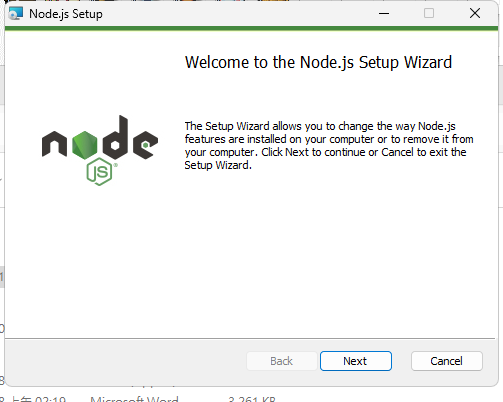 Node.js Setup
Welcome to the Node.js Setup Wizard
The Setup Wizard allows you to change the way Node.js
features are installed on your computer or to remove it from
your computer. Click Next to continue or Cancel to exit the
Setup Wizard.
node
JS
Back
Next
Cancel
上午 02:19
Microsoft Word
3,261 KB